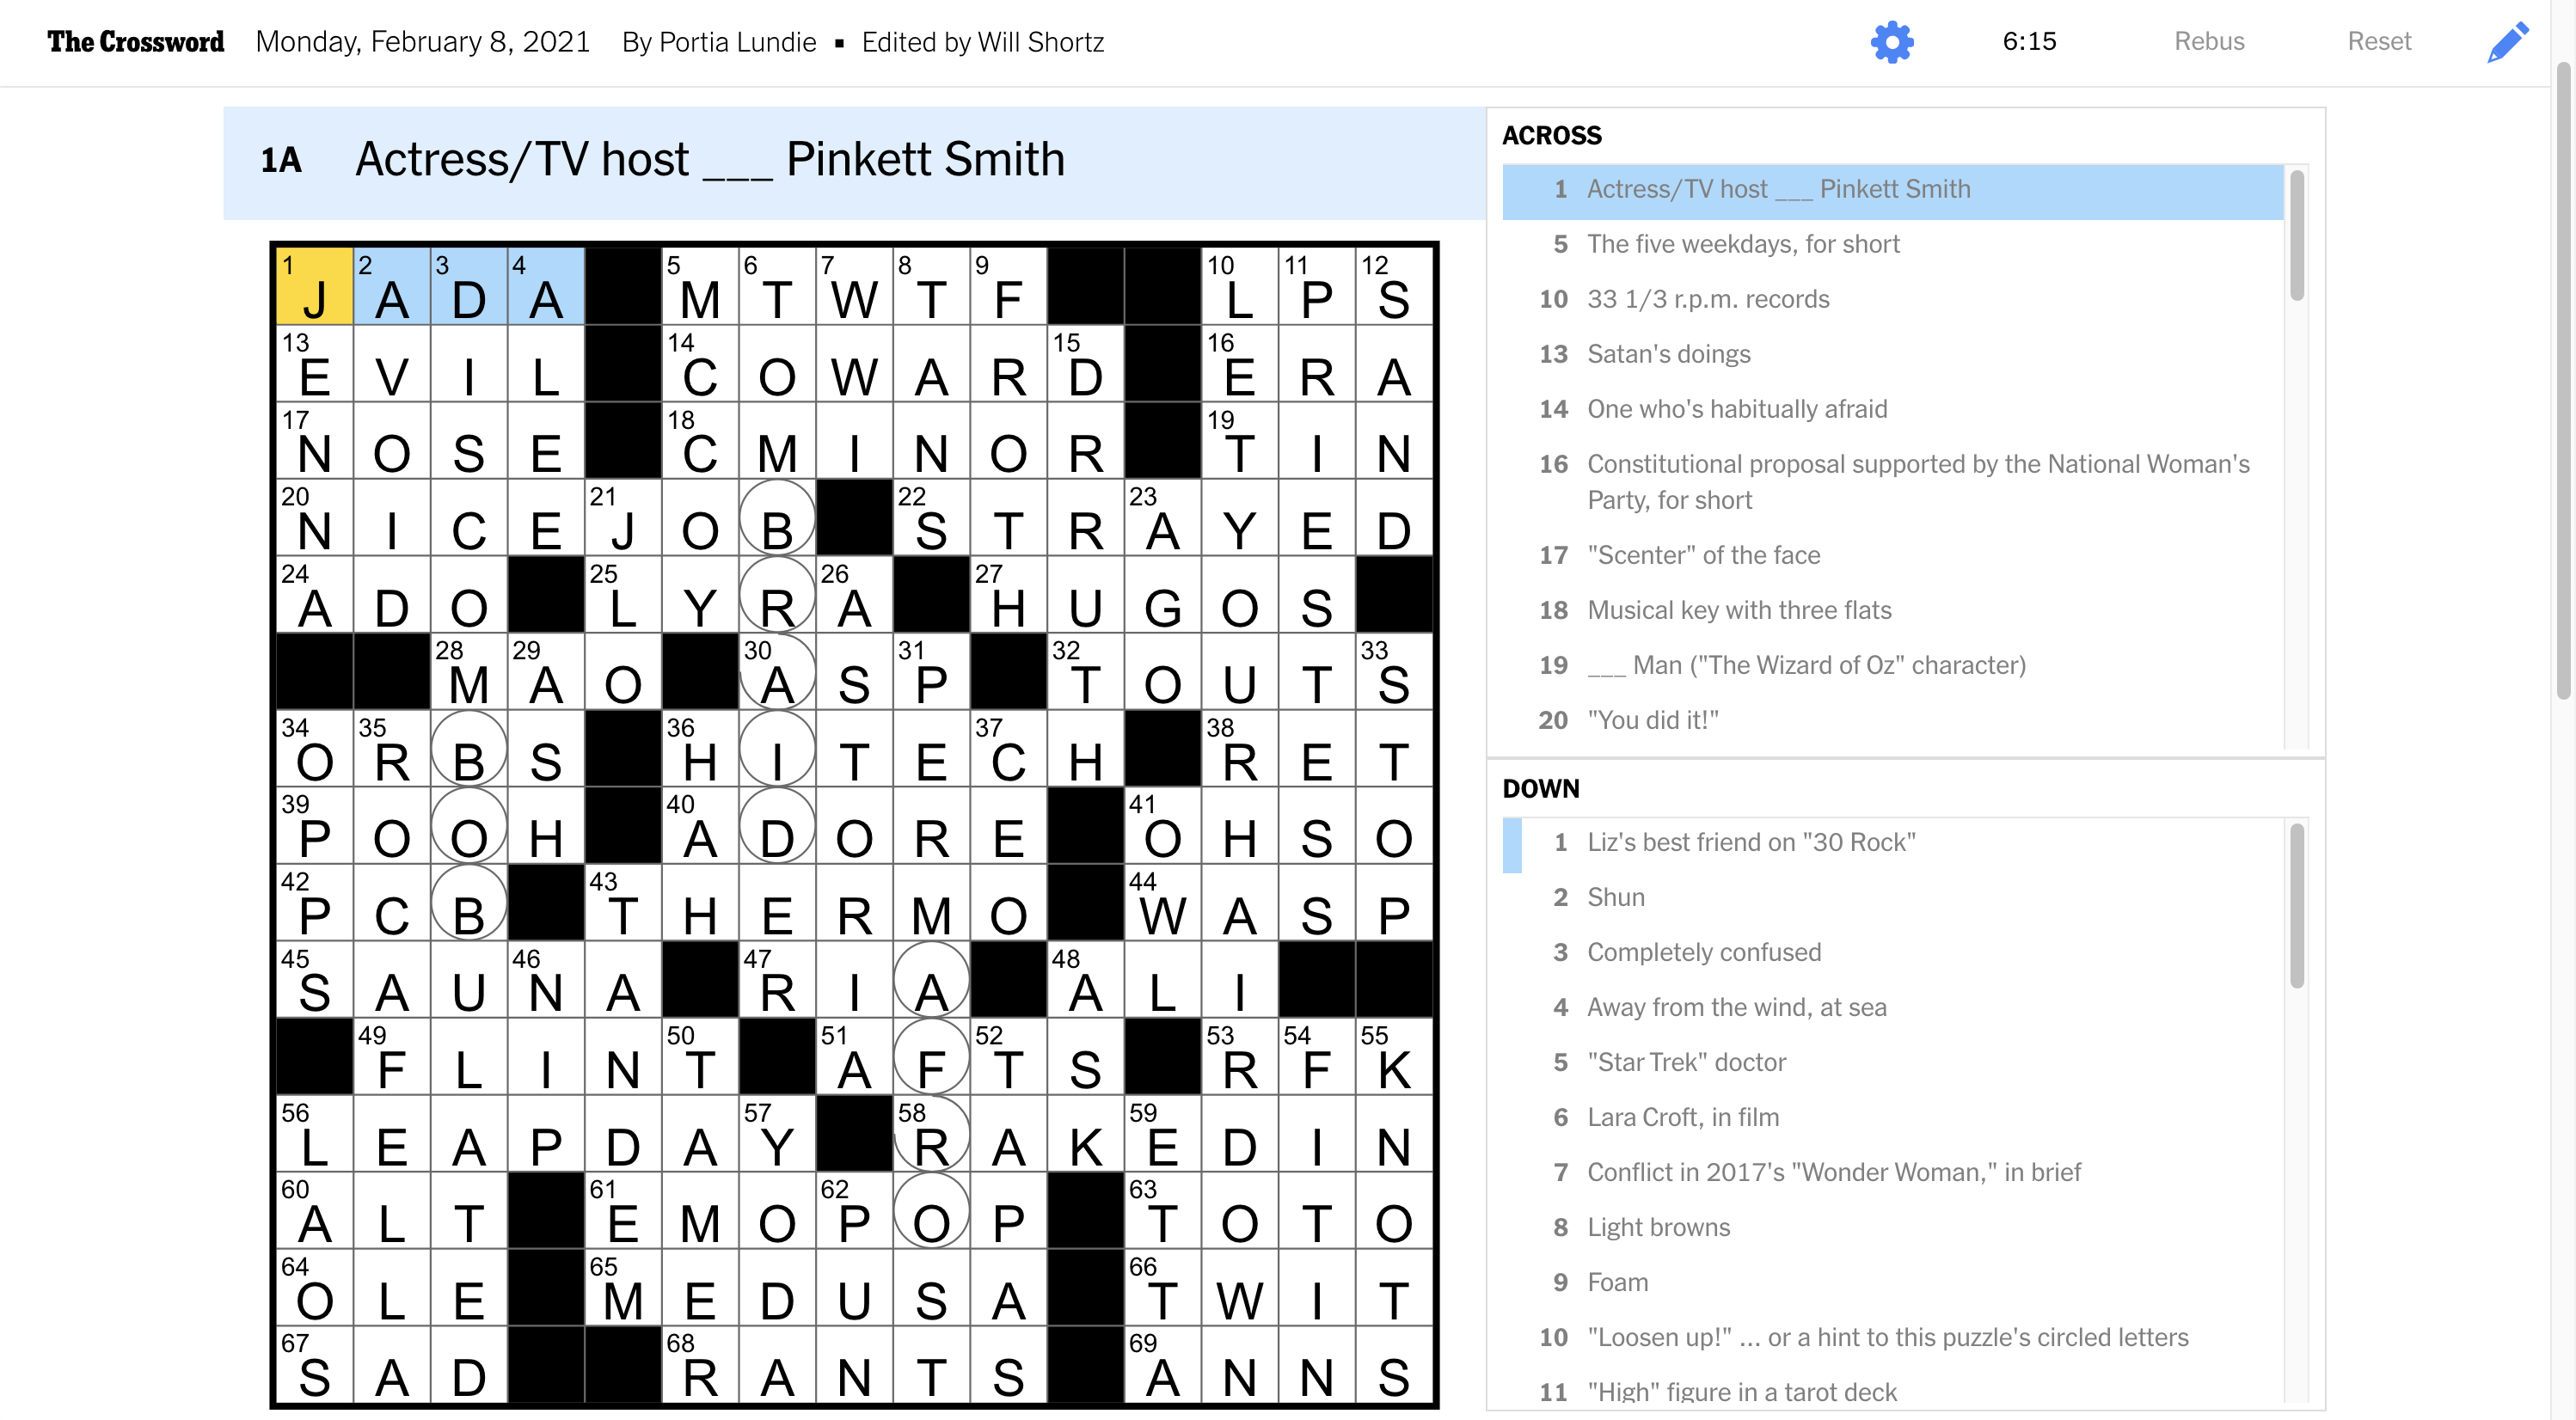 The Crossword Monday, February 8, 2021 By Portia Lundie ▪ Edited by Will Shortz 6:15 Rebus Reset
1A Actress/TV host ___ Pinkett Smith
1 2 3 4 5 6 7 8 9 10 11 12
J A D A M T W T F L P S
13 14 15 16
E V I L C O W A R D E R A
17 18 19
N O S E C M I N O R T I N
20 21 22 23
N I C E J O B S T R A Y E D
24 25 26 27
A D O L Y R A H U G O S
28 29 30 31 32 33
M A O A S P T O U T S
34 35 36 37 38
O R B S H I T E C H R E T
39 40 41
P O O H A D O R E O H S O
42 43 44
P C B T H E R M O W A S P
45 46 47 48
S A U N A R I A A L I
49 50 51 52 53 54 55
F L I N T A F T S R F K
56 57 58 59
L E A P D A Y R A K E D I N
60 61 62 63
A L T E M O P O P T O T O
64 65 66
O L E M E D U S A T W I T
67 68 69
S A D R A N T S A N N S
ACROSS
1 Actress/TV host ___ Pinkett Smith
5 The five weekdays, for short
10 33 1/3 r.p.m. records
13 Satan's doings
14 One who's habitually afraid
16 Constitutional proposal supported by the National Woman's
Party, for short
17 "Scenter" of the face
18 Musical key with three flats
19 ___ Man ("The Wizard of Oz" character)
20 "You did it!"
DOWN
1 Liz's best friend on "30 Rock"
2 Shun
3 Completely confused
4 Away from the wind, at sea
5 "Star Trek" doctor
6 Lara Croft, in film
7 Conflict in 2017's "Wonder Woman," in brief
8 Light browns
9 Foam
10 "Loosen up!" ... or a hint to this puzzle's circled letters
11 "High" figure in a tarot deck